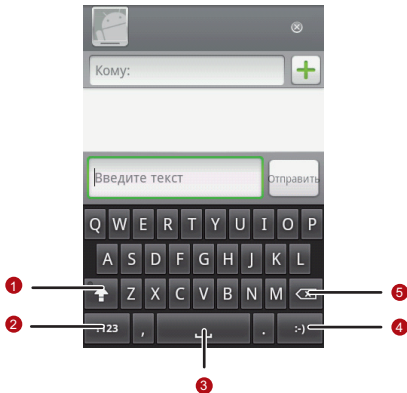 Кому:
Введите текст
Отправить
Q W E R T Y U I O P
A S D F G H J K L
1
Z X C V B N M
5
2
?123 , . :-)
4
3